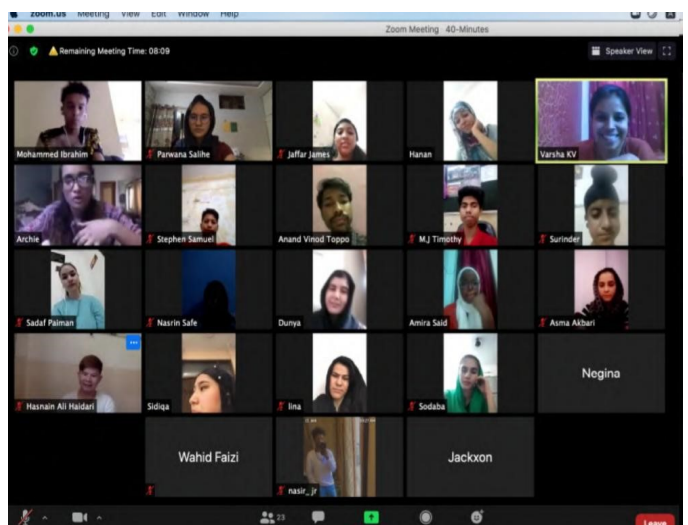 zoom.us Meeting View Edit Window Help
Zoom Meeting 40-Minutes
Remaining Meeting Time: 08:09
Speaker View
Mohammed Ibrahim
Parwana Salihe
Jaffar James
Hanan
Varsha KV
Archie
Stephen Samuel
Anand Vinod Toppo
M.J Timothy
Surinder
Sadaf Paiman
Nasrin Safe
Dunya
Amira Said
Asma Akbari
Hasnain Ali Haidari
Sidiqa
lina
Sodaba
Negina
Wahid Faizi
nasir_ jr
Jackxon
23
Leave